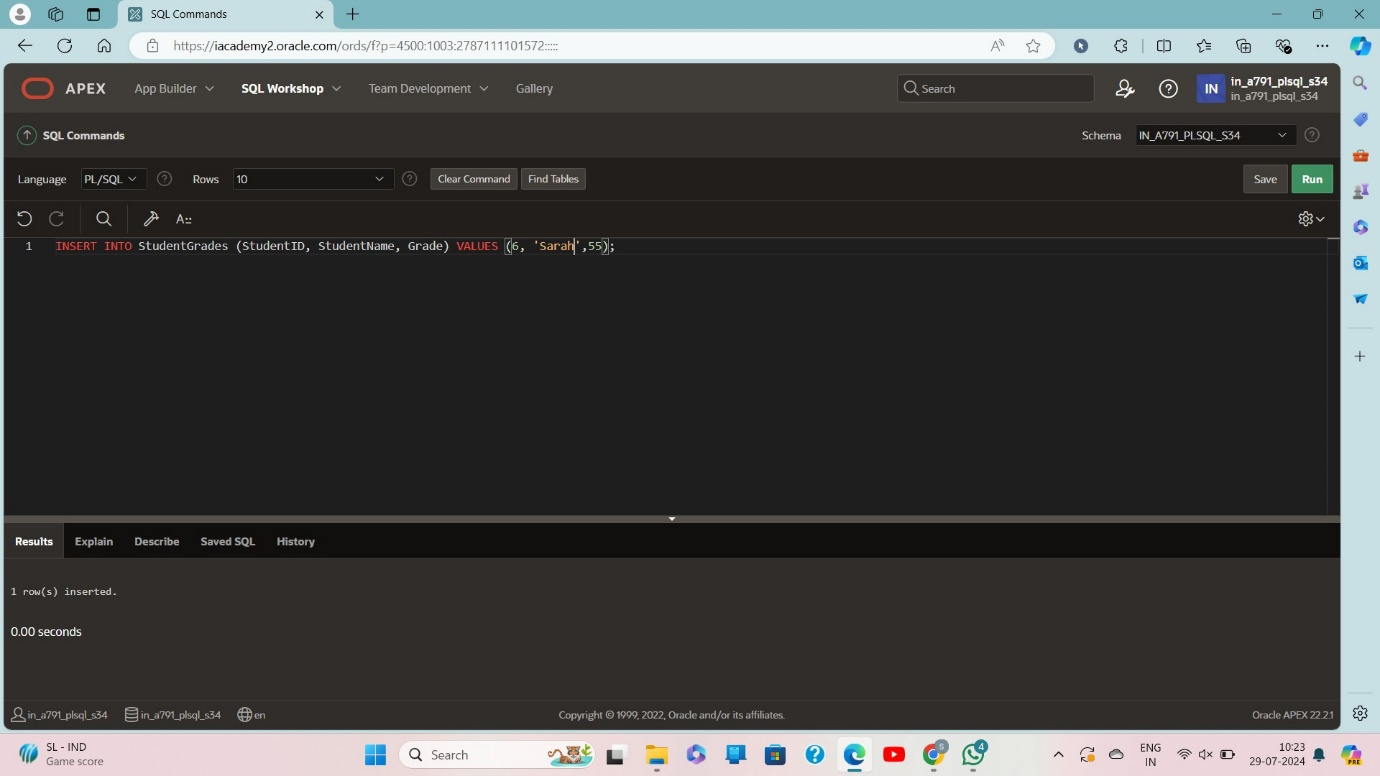 SQL Commands
https://iacademy2.oracle.com/ords/f?p=4500:1003:2787111101572:::::
APEX App Builder SQL Workshop Team Development Gallery Search IN in_a791_plsql_s34
in_a791_plsql_s34
SQL Commands Schema IN_A791_PLSQL_S34
Language PL/SQL Rows 10 Clear Command Find Tables Save Run
1 INSERT INTO StudentGrades (StudentID, StudentName, Grade) VALUES (6, 'Sarah',55);
Results Explain Describe Saved SQL History
1 row(s) inserted.
0.00 seconds
in_a791_plsql_s34 in_a791_plsql_s34 en Copyright © 1999, 2022, Oracle and/or its affiliates. Oracle APEX 22.2.1
SL - IND
Game score
Search
S
4
ENG
IN
10:23
29-07-2024
PRE